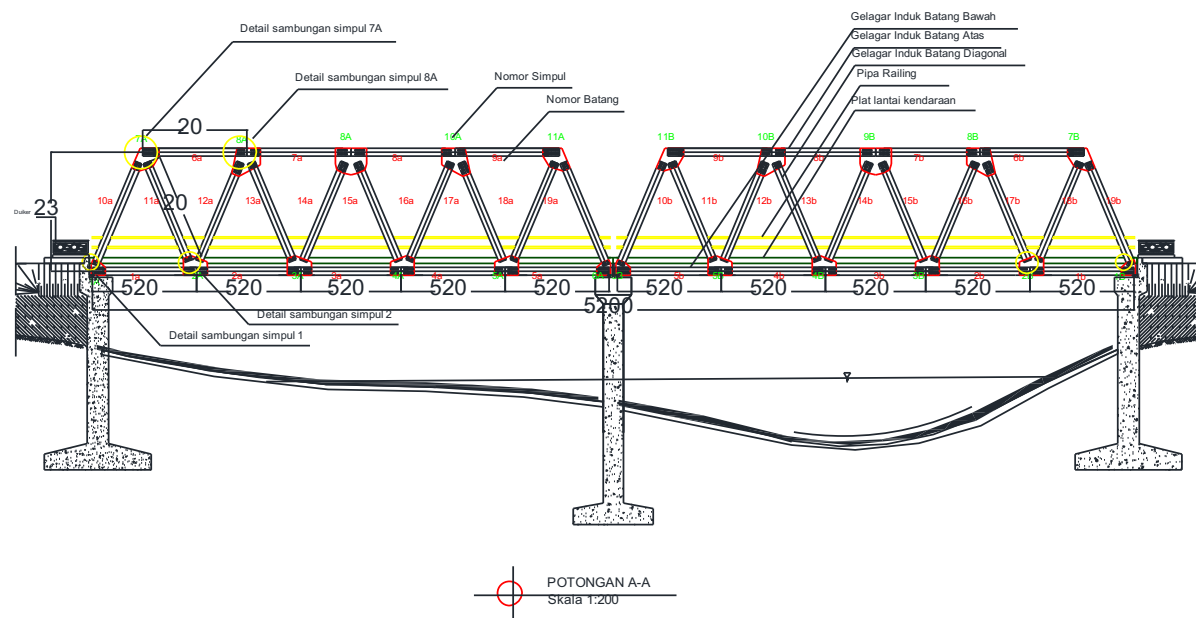 Gelagar Induk Batang Bawah
Detail sambungan simpul 7A
Gelagar Induk Batang Atas
Gelagar Induk Batang Diagonal
Detail sambungan simpul 8A
Nomor Simpul
Pipa Railing
Nomor Batang
Plat lantai kendaraan
20
8A
10A
11A
11B
10B
9B
8B
7B
6a
7a
8a
9a
9b
7b
10a
11a
12a
13a
14a
15a
16a
17a
18a
19a
10b
11b
12b
13b
14b
15b
17b
19b
20
Duiker
23
520
520
520
520
520
520
520
520
520
520
5200
Detail sambungan simpul 2
Detail sambungan simpul 1
POTONGAN A-A
Skala 1:200